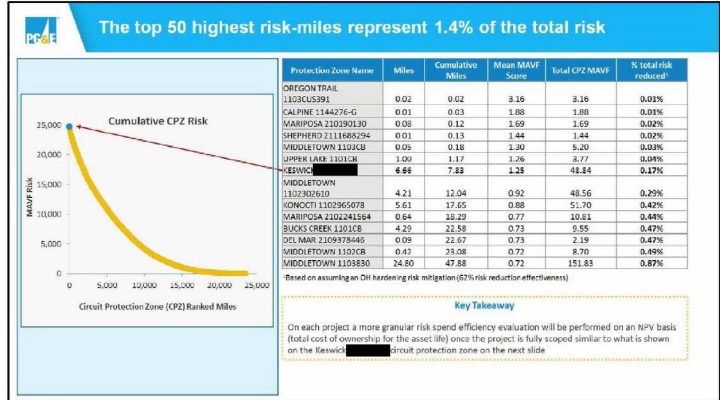 PG&E
The top 50 highest risk-miles represent 1.4% of the total risk
Cumulative CPZ Risk
MAVF Risk
25,000
20,000
15,000
10,000
5,000
0
0 5,000 10,000 15,000 20,000 25,000
Circuit Protection Zone (CPZ) Ranked Miles
Protection Zone Name Miles Cumulative Miles Mean MAVF Score Total CPZ MAVF % total risk reduced¹
OREGON TRAIL
1103CUS391 0.02 0.02 3.16 3.16 0.01%
CALPINE 1144276-G 0.01 0.03 1.88 1.88 0.01%
MARIPOSA 210190130 0.08 0.12 1.69 1.69 0.02%
SHEPHERD 2111688294 0.01 0.13 1.44 1.44 0.02%
MIDDLETOWN 1103CB 0.05 0.18 1.30 5.20 0.03%
UPPER LAKE 1101CB 1.00 1.17 1.26 3.77 0.04%
KESWICK 6.66 7.83 1.25 48.84 0.17%
MIDDLETOWN
1102302610 4.21 12.04 0.92 48.56 0.29%
KONOCTI 1102965078 5.61 17.65 0.88 51.70 0.42%
MARIPOSA 2102241564 0.64 18.29 0.77 10.81 0.44%
BUCKS CREEK 1101CB 4.29 22.58 0.73 9.55 0.47%
DEL MAR 2109378446 0.09 22.67 0.73 2.19 0.47%
MIDDLETOWN 1102CB 0.42 23.08 0.72 8.70 0.49%
MIDDLETOWN 1103830 24.80 47.88 0.72 151.83 0.87%
¹Based on assuming an OH hardening risk mitigation (62% risk reduction effectiveness)
Key Takeaway
On each project a more granular risk spend efficiency evaluation will be performed on an NPV basis
(total cost of ownership for the asset life) once the project is fully scoped similar to what is shown
on the Keswick circuit protection zone on the next slide